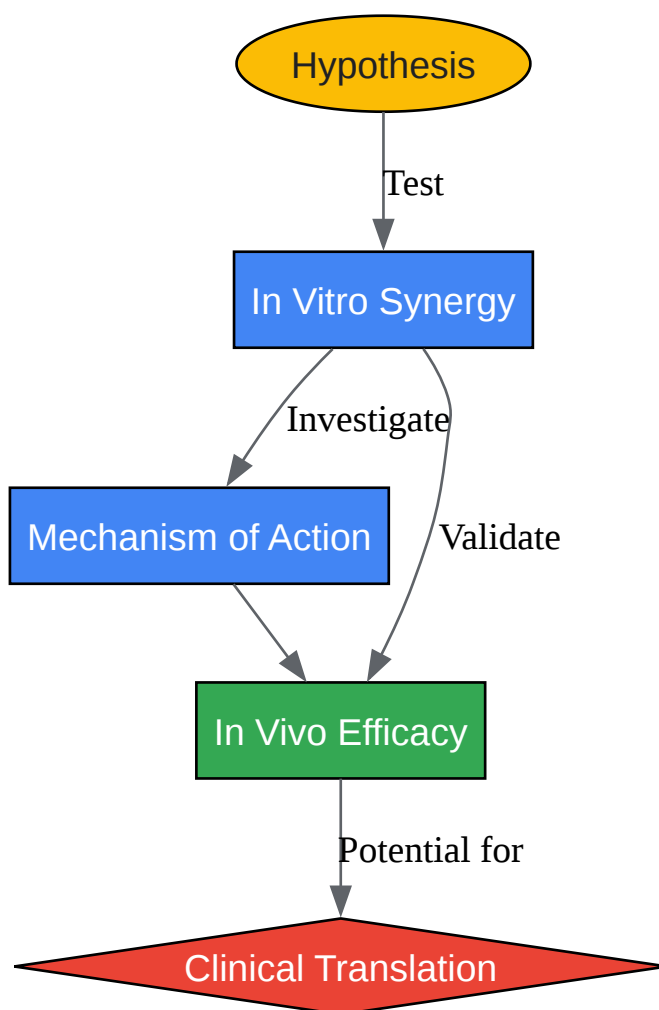 Hypothesis
Test
In Vitro Synergy
Investigate
Mechanism of Action
Validate
In Vivo Efficacy
Potential for
Clinical Translation